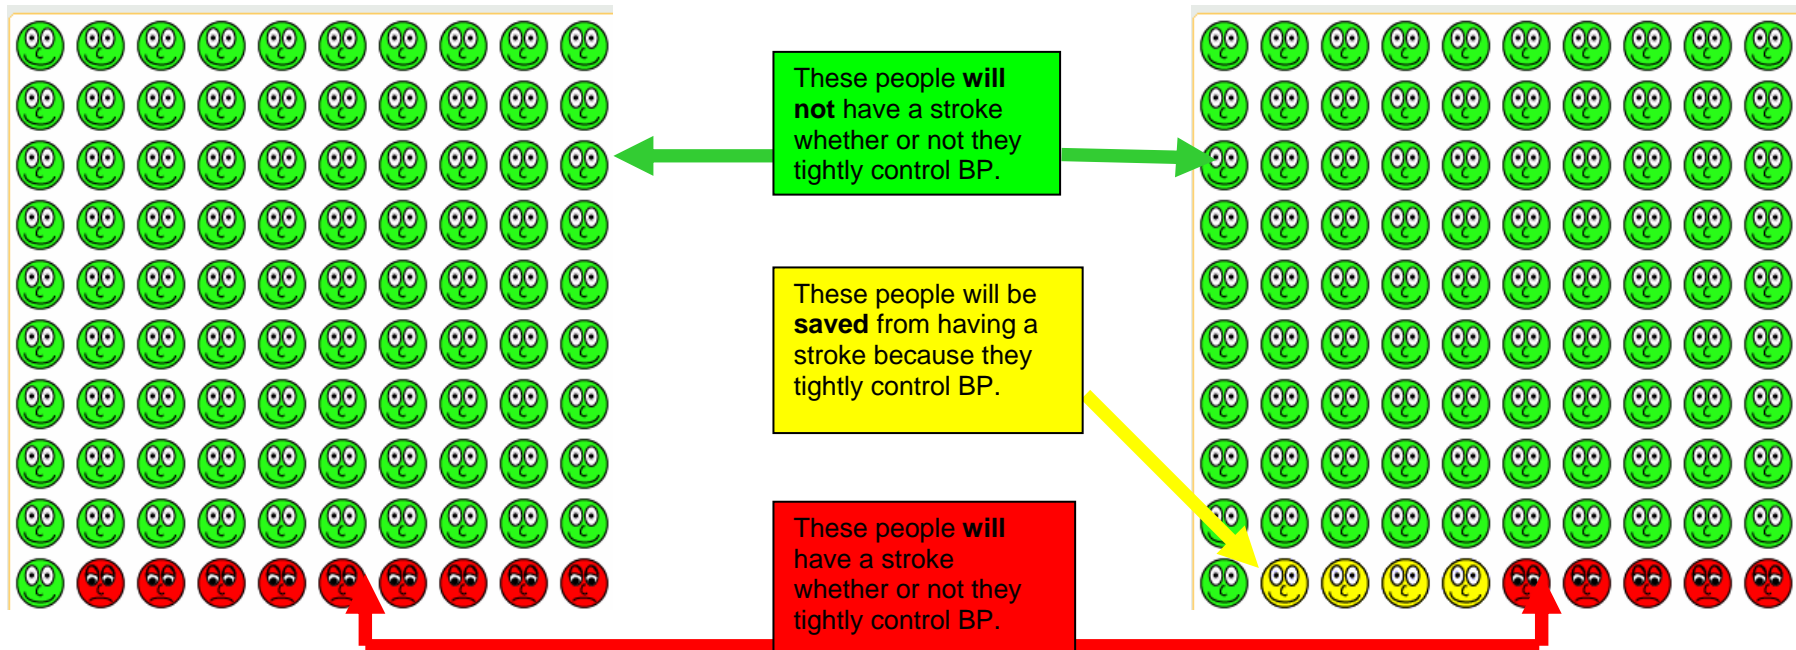 These people will
not have a stroke
whether or not they
tightly control BP.
These people will be
saved from having a
stroke because they
tightly control BP.
These people will
have a stroke
whether or not they
tightly control BP.